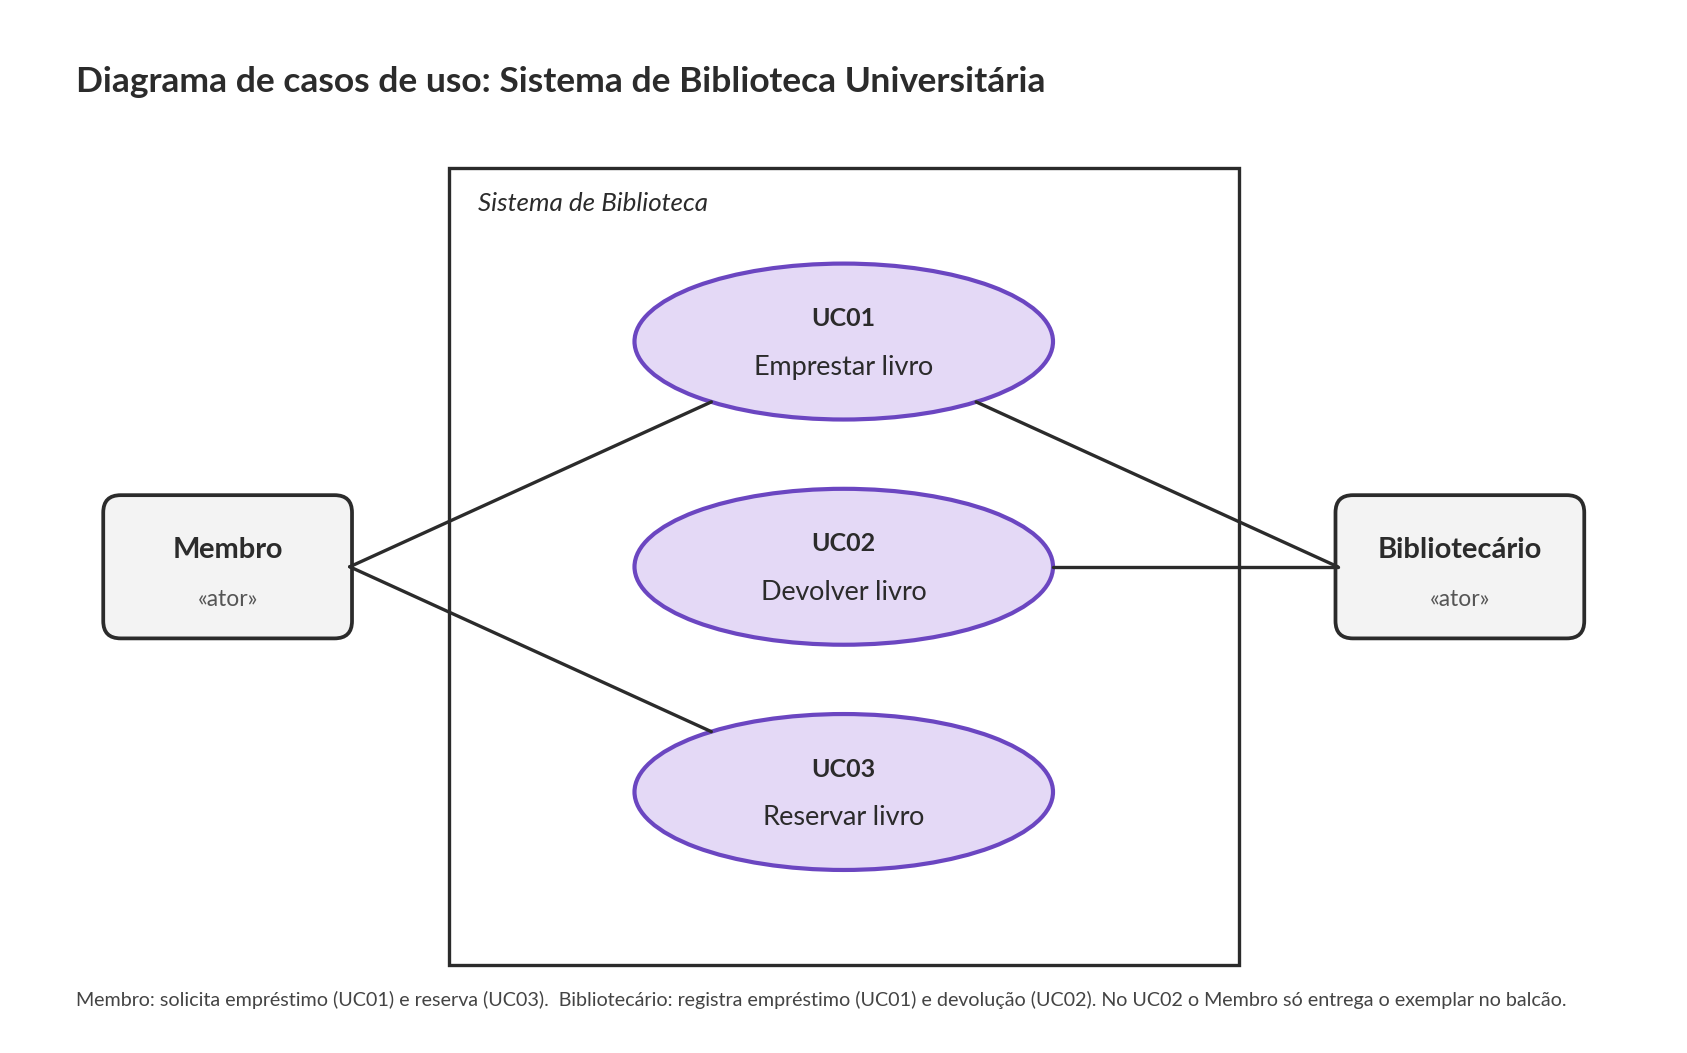 Diagrama de casos de uso: Sistema de Biblioteca Universitária
Sistema de Biblioteca
UC01
Emprestar livro
Membro
«ator»
UC02
Devolver livro
Bibliotecário
«ator»
UC03
Reservar livro
Membro: solicita empréstimo (UC01) e reserva (UC03).  Bibliotecário: registra empréstimo (UC01) e devolução (UC02). No UC02 o Membro só entrega o exemplar no balcão.